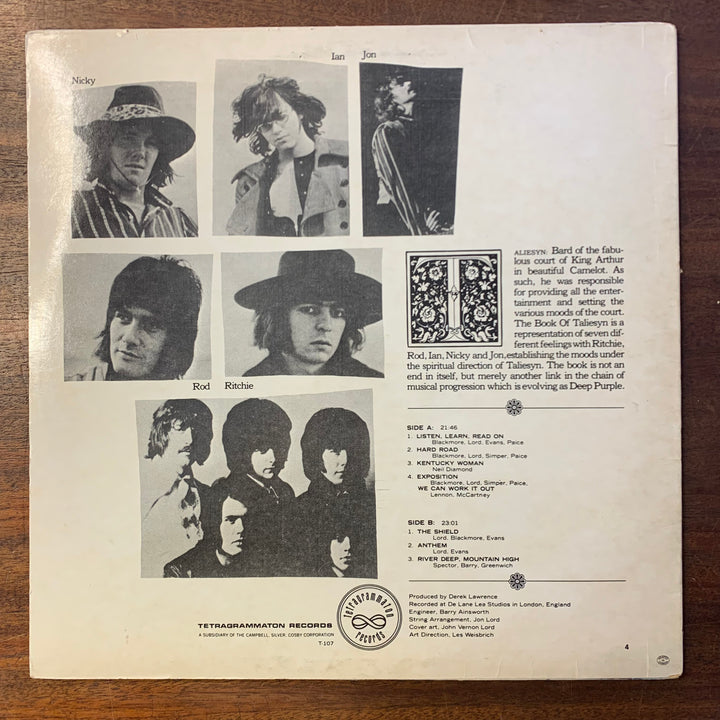 Ian Jon
Nicky
T
ALIESYN: Bard of the fabu-
lous court of King Arthur
in beautiful Camelot. As
such, he was responsible
for providing all the enter-
tainment and setting the
various moods of the court.
The Book Of Taliesyn is a
representation of seven dif-
ferent feelings with Ritchie,
Rod, Ian, Nicky and Jon,establishing the moods under
the spiritual direction of Taliesyn. The book is not an
end in itself, but merely another link in the chain of
musical progression which is evolving as Deep Purple.
Rod Ritchie
SIDE A: 21:46
1. LISTEN, LEARN, READ ON
Blackmore, Lord, Evans, Paice
2. HARD ROAD
Blackmore, Lord, Simper, Paice
3. KENTUCKY WOMAN
Neil Diamond
4. EXPOSITION
Blackmore, Lord, Simper, Paice,
WE CAN WORK IT OUT
Lennon, McCartney
SIDE B: 23:01
1. THE SHIELD
Lord, Blackmore, Evans
2. ANTHEM
Lord, Evans
3. RIVER DEEP, MOUNTAIN HIGH
Spector, Barry, Greenwich
Produced by Derek Lawrence
Recorded at De Lane Lea Studios in London, England
Engineer, Barry Ainsworth
String Arrangement, Jon Lord
Cover art, John Vernon Lord
Art Direction, Les Weisbrich
TETRAGRAMMATON RECORDS
A SUBSIDIARY OF THE CAMPBELL, SILVER, COSBY CORPORATION
T-107
tetragrammaton
records
4